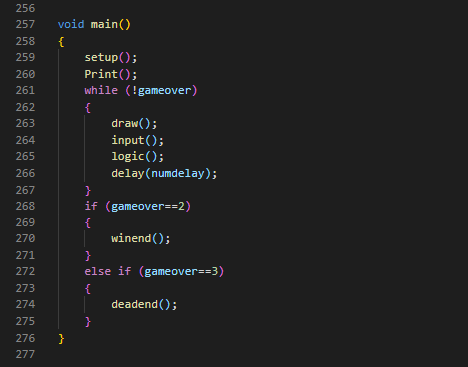 256
257 void main()
258 {
259 setup();
260 Print();
261 while (!gameover)
262 {
263 draw();
264 input();
265 logic();
266 delay(numdelay);
267 }
268 if (gameover==2)
269 {
270 winend();
271 }
272 else if (gameover==3)
273 {
274 deadend();
275 }
276 }
277